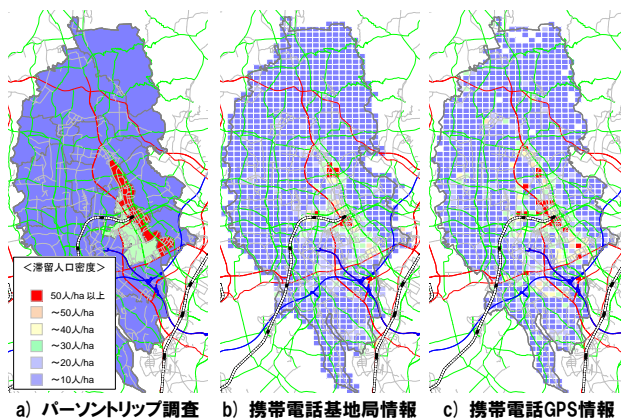 ＜滞留人口密度＞
50人/ha 以上
～50人/ha
～40人/ha
～30人/ha
～20人/ha
～10人/ha
a) パーソントリップ調査 b) 携帯電話基地局情報 c) 携帯電話GPS情報